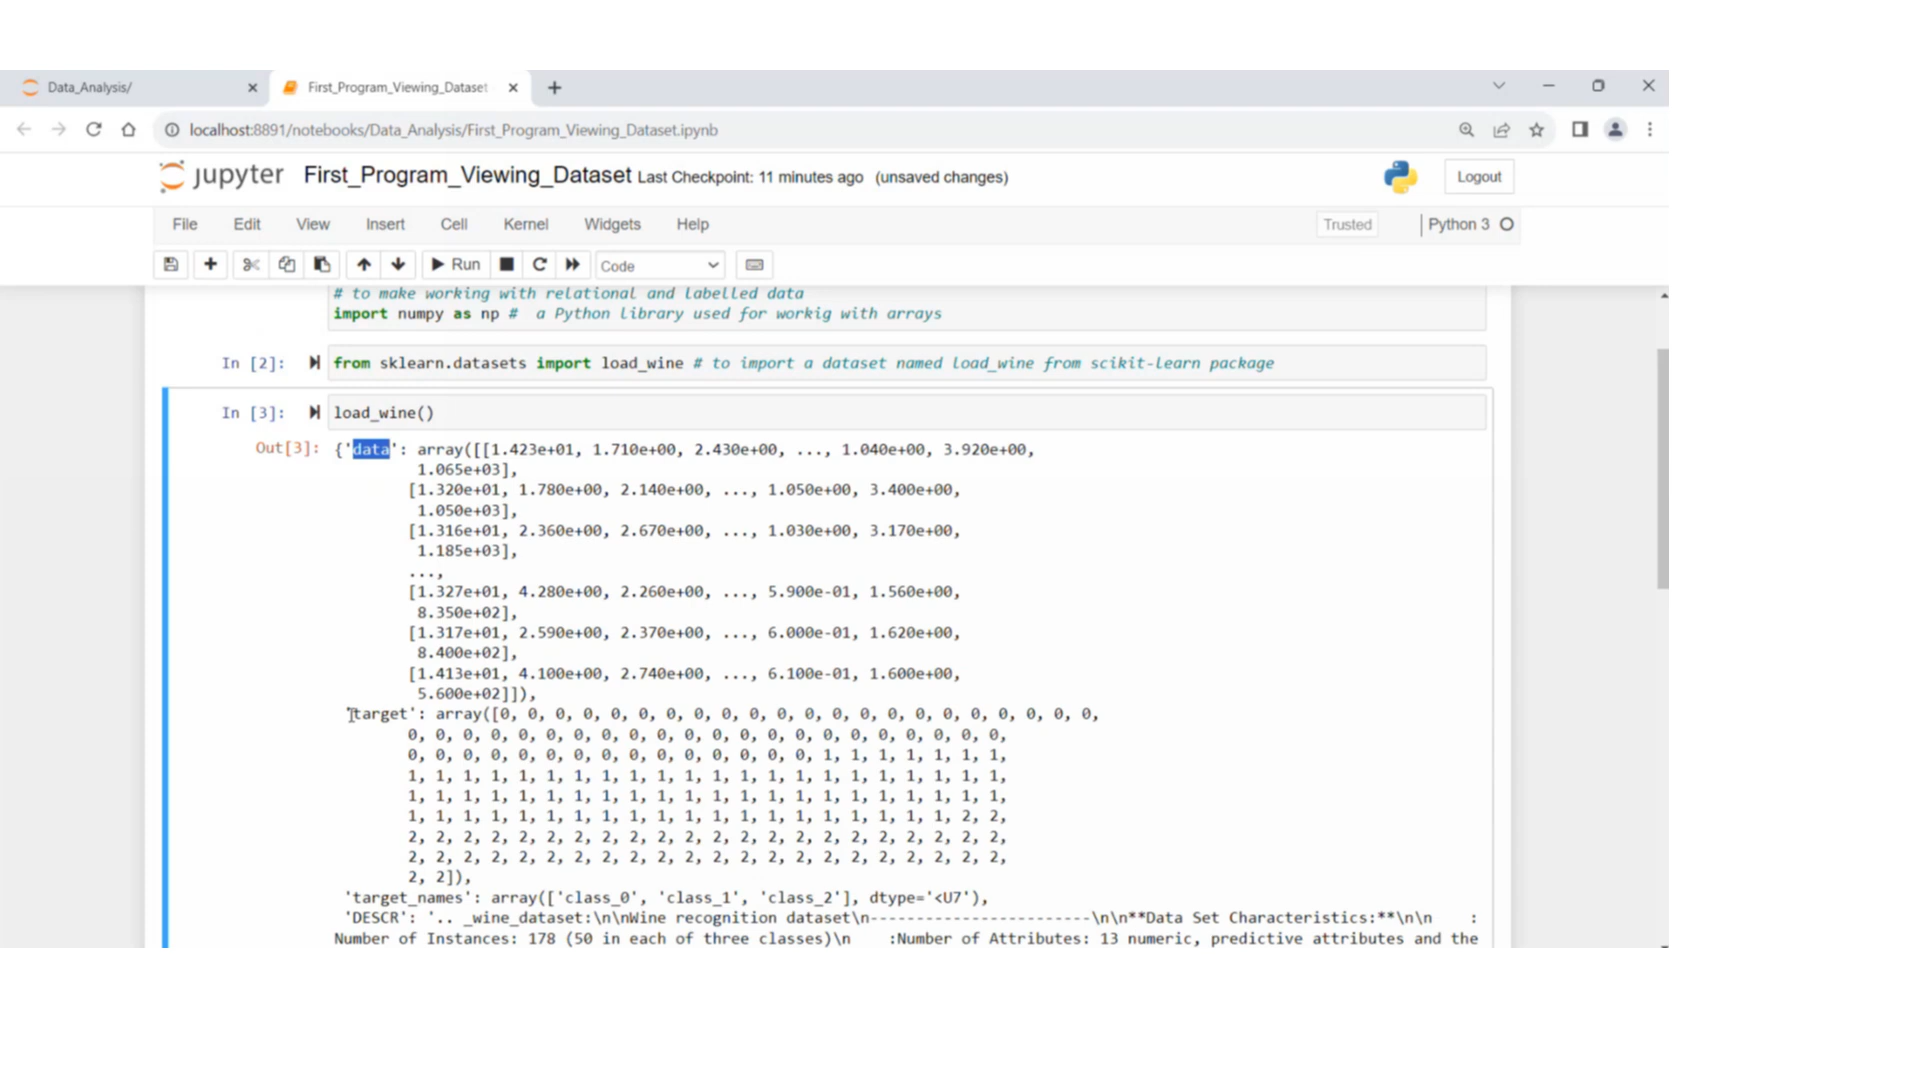 Data_Analysis/
First_Program_Viewing_Dataset
localhost:8891/notebooks/Data_Analysis/First_Program_Viewing_Dataset.ipynb
jupyter First_Program_Viewing_Dataset Last Checkpoint: 11 minutes ago (unsaved changes) Logout
File Edit View Insert Cell Kernel Widgets Help Trusted Python 3
Run Code
# to make working with relational and labelled data
import numpy as np # a Python library used for workig with arrays
In [2]: from sklearn.datasets import load_wine # to import a dataset named load_wine from scikit-learn package
In [3]: load_wine()
Out[3]: {'data': array([[1.423e+01, 1.710e+00, 2.430e+00, ..., 1.040e+00, 3.920e+00,
1.065e+03],
[1.320e+01, 1.780e+00, 2.140e+00, ..., 1.050e+00, 3.400e+00,
1.050e+03],
[1.316e+01, 2.360e+00, 2.670e+00, ..., 1.030e+00, 3.170e+00,
1.185e+03],
...,
[1.327e+01, 4.280e+00, 2.260e+00, ..., 5.900e-01, 1.560e+00,
8.350e+02],
[1.317e+01, 2.590e+00, 2.370e+00, ..., 6.000e-01, 1.620e+00,
8.400e+02],
[1.413e+01, 4.100e+00, 2.740e+00, ..., 6.100e-01, 1.600e+00,
5.600e+02]]),
'target': array([0, 0, 0, 0, 0, 0, 0, 0, 0, 0, 0, 0, 0, 0, 0, 0, 0, 0, 0, 0, 0, 0,
0, 0, 0, 0, 0, 0, 0, 0, 0, 0, 0, 0, 0, 0, 0, 0, 0, 0, 0, 0, 0, 0,
0, 0, 0, 0, 0, 0, 0, 0, 0, 0, 0, 0, 0, 0, 0, 1, 1, 1, 1, 1, 1, 1,
1, 1, 1, 1, 1, 1, 1, 1, 1, 1, 1, 1, 1, 1, 1, 1, 1, 1, 1, 1, 1, 1,
1, 1, 1, 1, 1, 1, 1, 1, 1, 1, 1, 1, 1, 1, 1, 1, 1, 1, 1, 1, 1, 1,
1, 1, 1, 1, 1, 1, 1, 1, 1, 1, 1, 1, 1, 1, 1, 1, 1, 1, 1, 1, 2, 2,
2, 2, 2, 2, 2, 2, 2, 2, 2, 2, 2, 2, 2, 2, 2, 2, 2, 2, 2, 2, 2, 2,
2, 2, 2, 2, 2, 2, 2, 2, 2, 2, 2, 2, 2, 2, 2, 2, 2, 2, 2, 2, 2, 2,
2, 2]),
'target_names': array(['class_0', 'class_1', 'class_2'], dtype='<U7'),
'DESCR': '.. _wine_dataset:\n\nWine recognition dataset\n------------------------\n\n**Data Set Characteristics:**\n\n :
Number of Instances: 178 (50 in each of three classes)\n :Number of Attributes: 13 numeric, predictive attributes and the